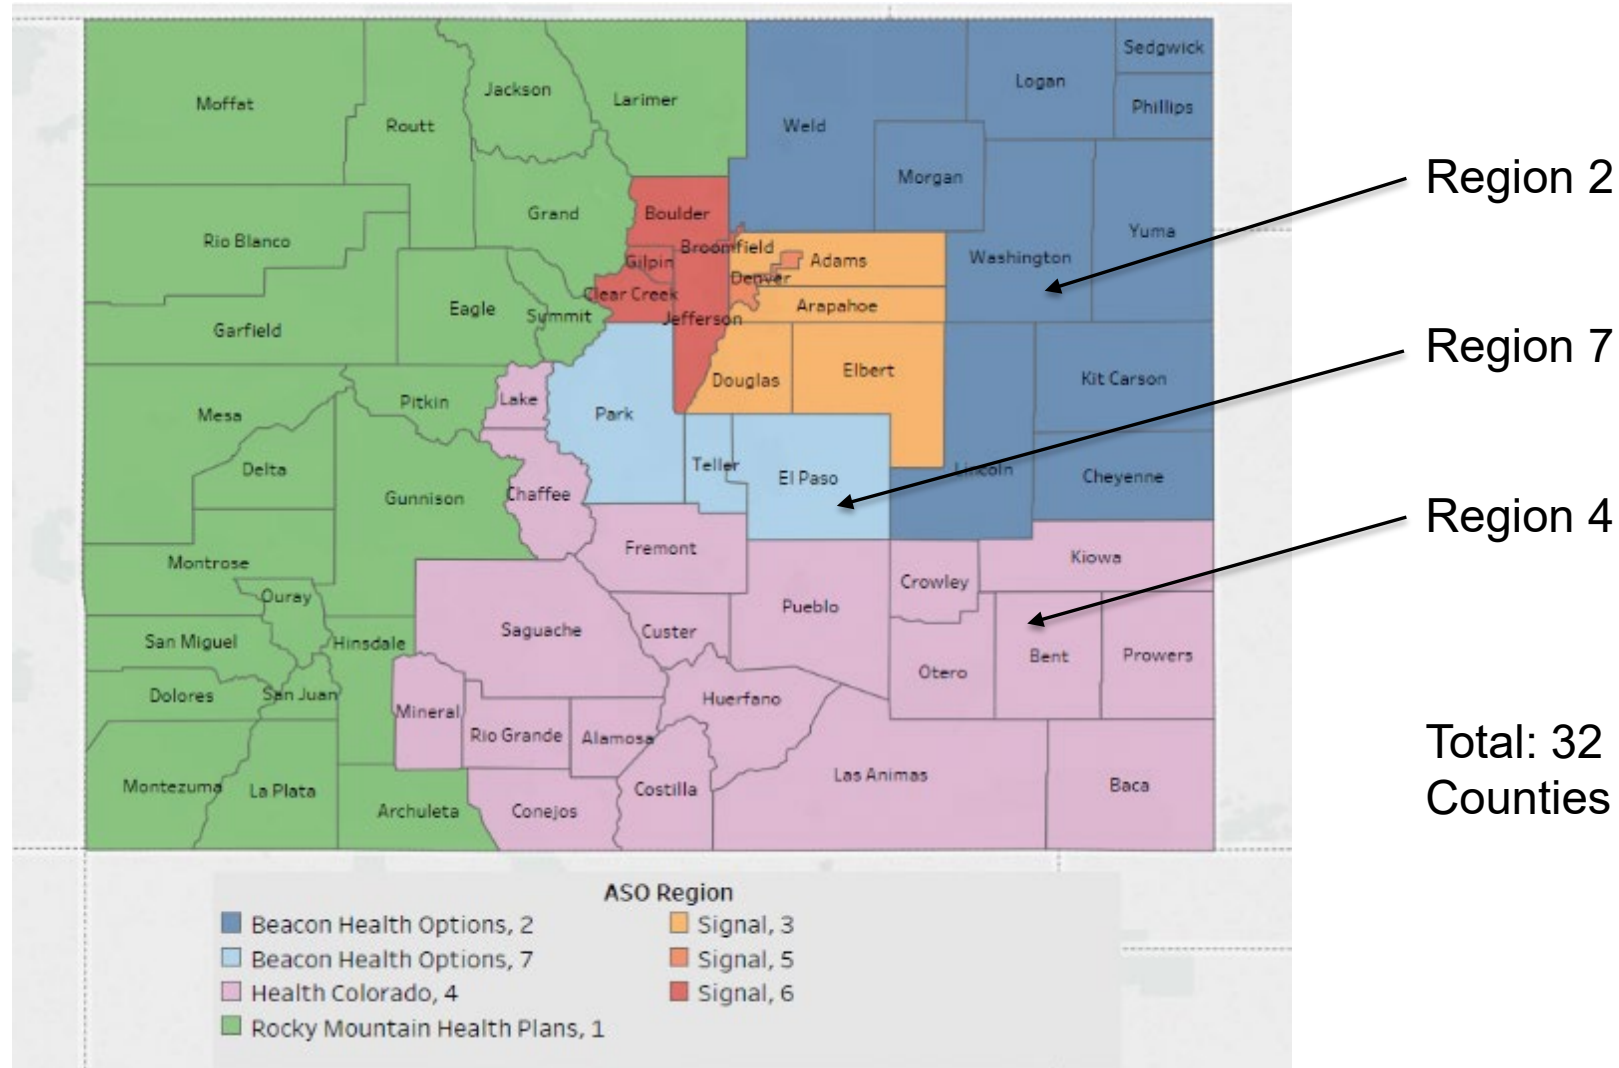 Sedgwick
Logan
Jackson
Larimer
Moffat
Phillips
Routt
Weld
Morgan
Region 2
Grand
Boulder
Rio Blanco
Yuma
Broomfield
Washington
Gilpin
Adams
Denver
Clear Creek
Eagle
Summit
Arapahoe
Jefferson
Garfield
Region 7
Elbert
Douglas
Kit Carson
Mesa
Pitkin
Lake
Park
Delta
Teller
El Paso
Lincoln
Cheyenne
Gunnison
Chaffee
Region 4
Fremont
Kiowa
Montrose
Crowley
Ouray
Pueblo
San Miguel
Hinsdale
Saguache
Custer
Bent
Prowers
Otero
Dolores
San Juan
Huerfano
Mineral
Rio Grande
Alamosa
Total: 32
Counties
Las Animas
Montezuma
La Plata
Costilla
Baca
Archuleta
Conejos
ASO Region
Beacon Health Options, 2
Beacon Health Options, 7
Health Colorado, 4
Rocky Mountain Health Plans, 1
Signal, 3
Signal, 5
Signal, 6